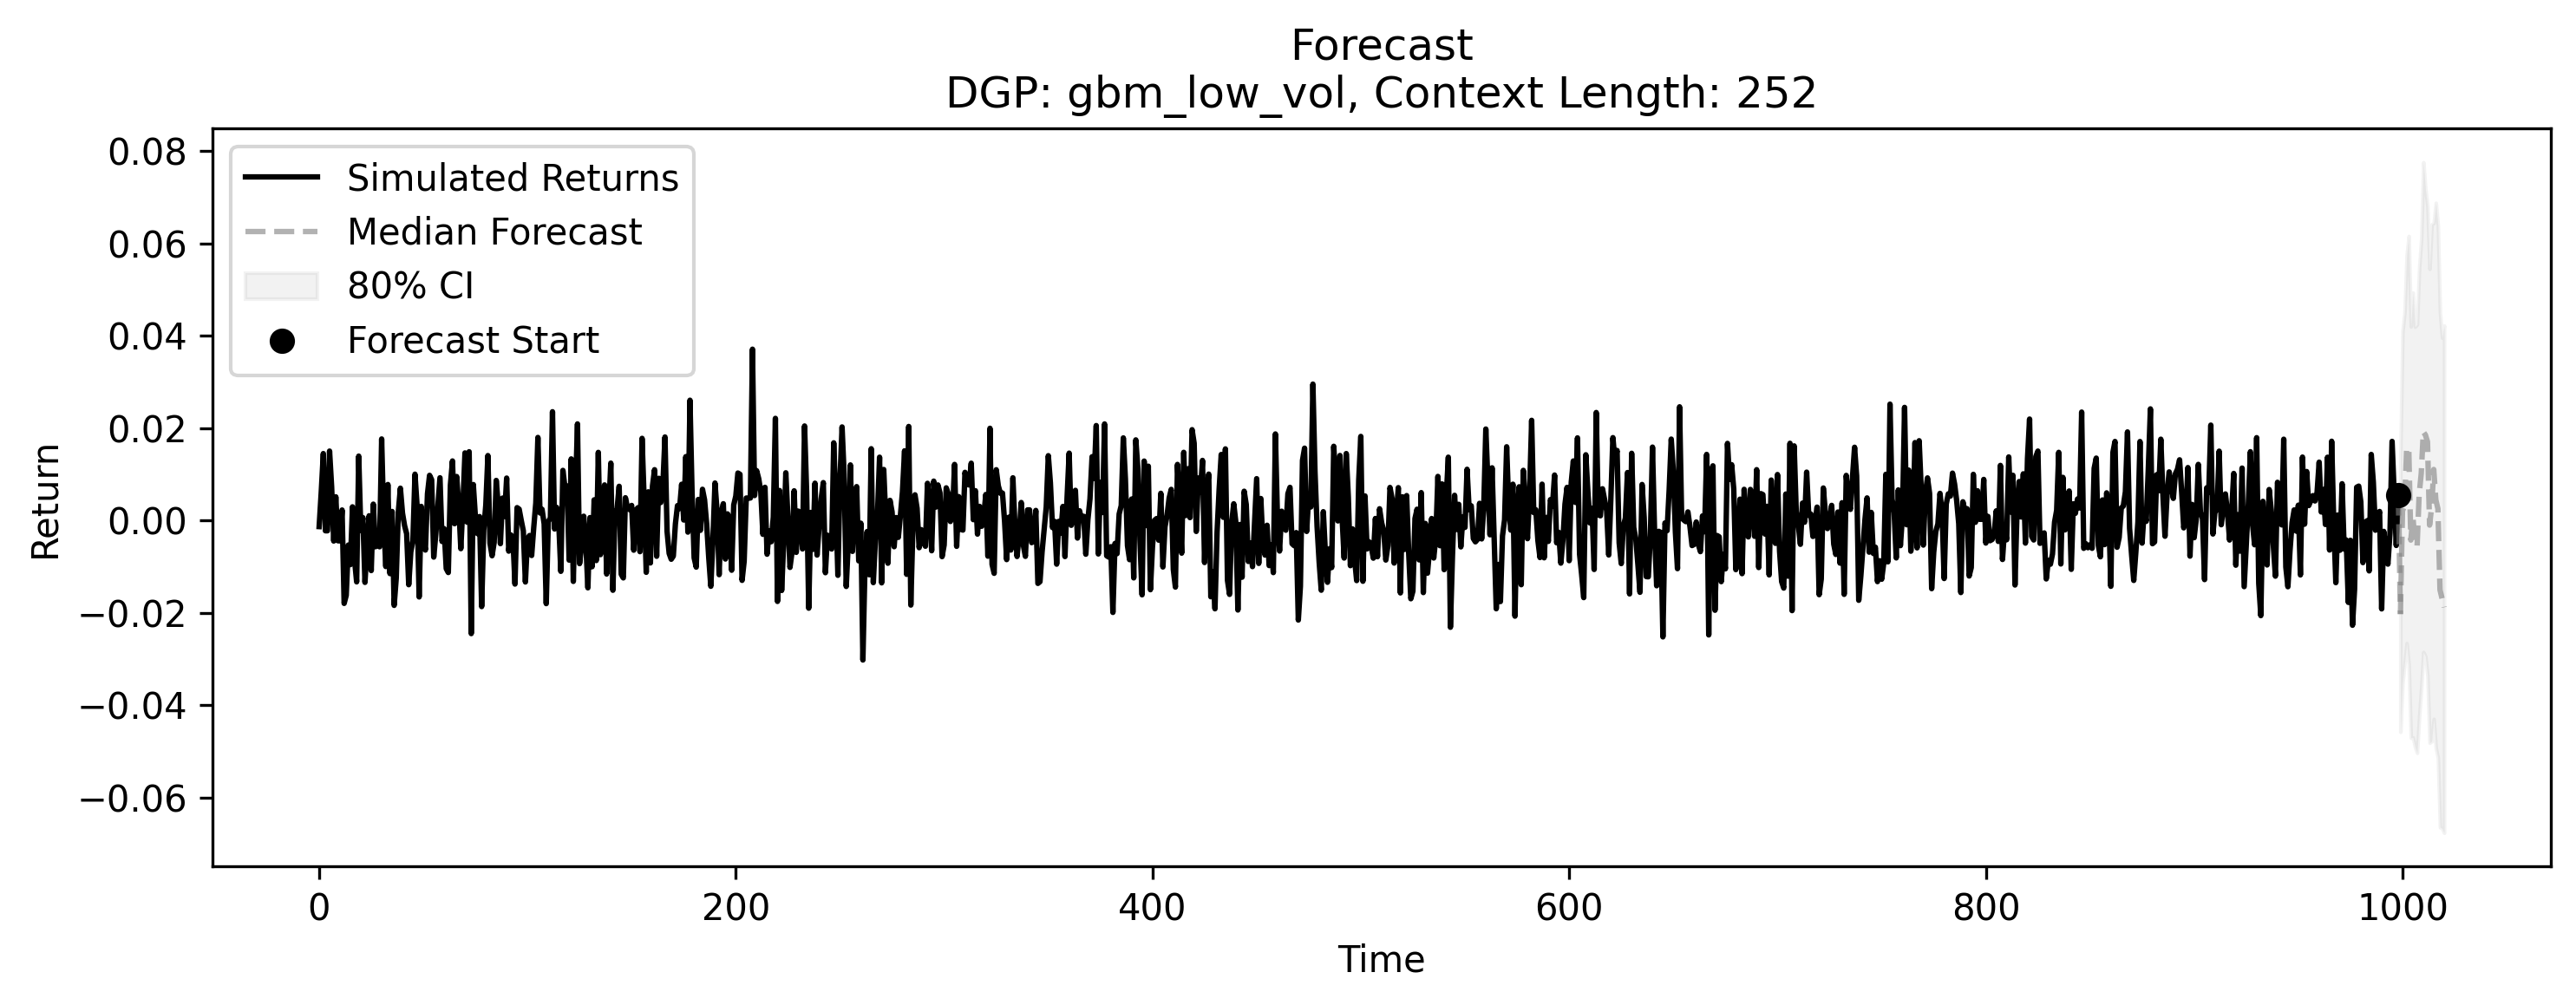 Forecast
DGP: gbm_low_vol, Context Length: 252
Simulated Returns
Median Forecast
80% CI
Forecast Start
Return
0.08
0.06
0.04
0.02
0.00
−0.02
−0.04
−0.06
0 200 400 600 800 1000
Time